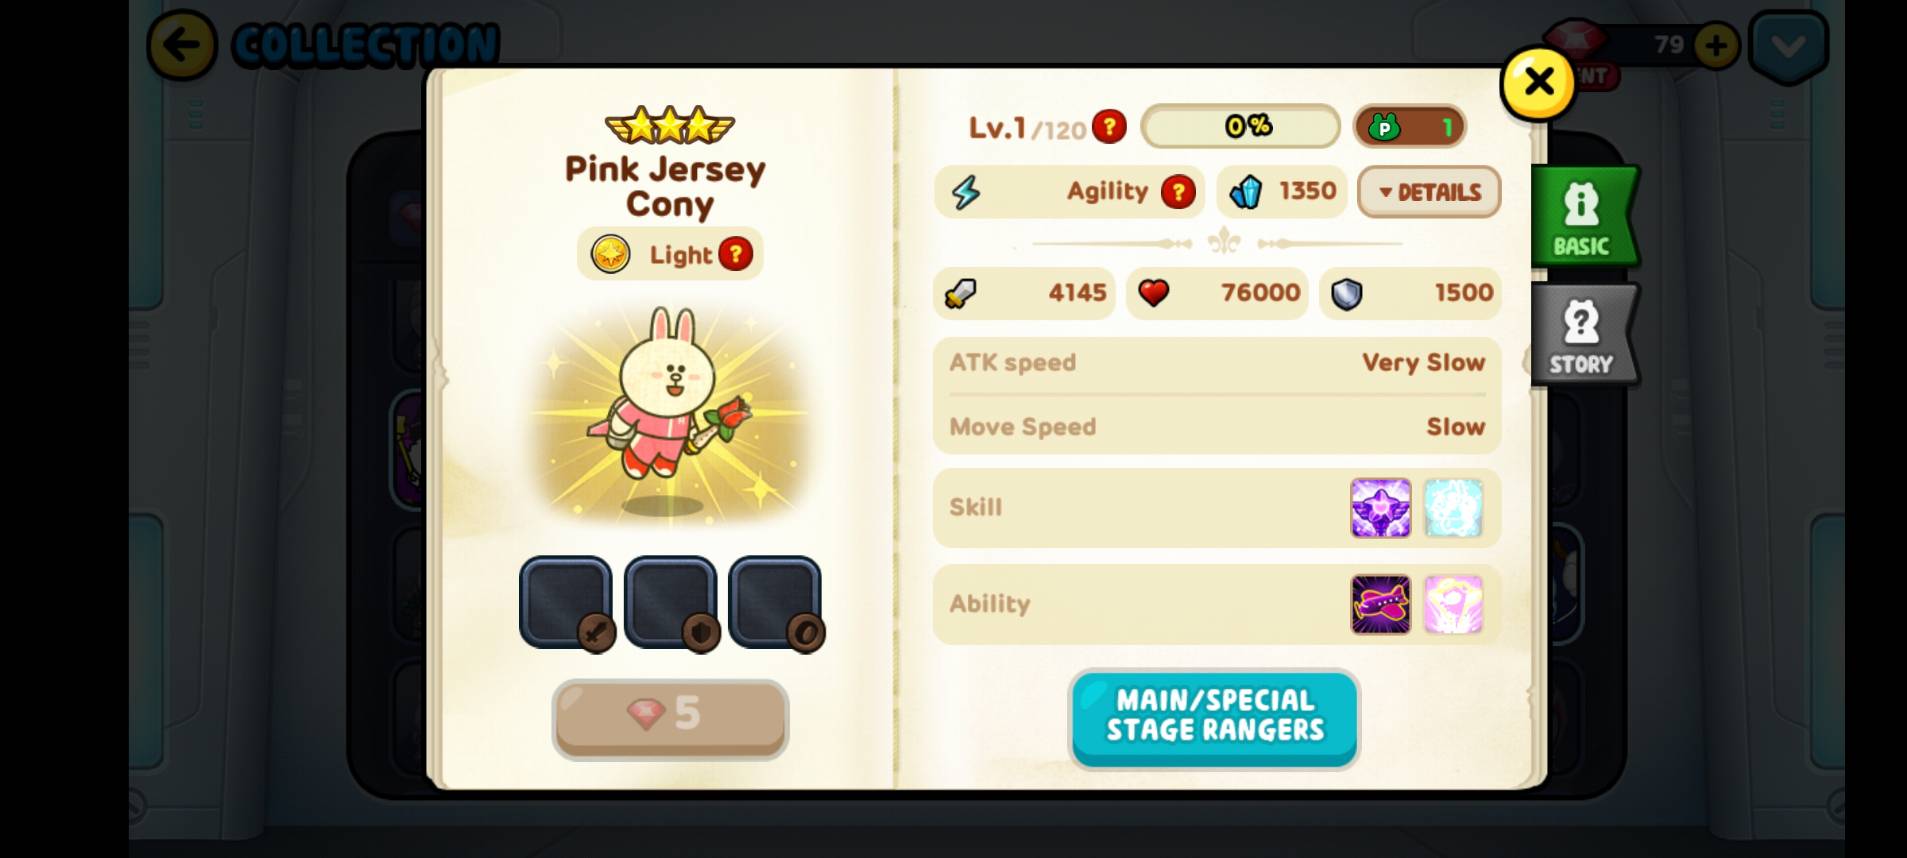 COLLECTION
79
NT
Pink Jersey
Cony
Light ?
5
Lv.1 /120 ?
0%
P 1
Agility ?
1350
DETAILS
4145
76000
1500
ATK speed
Very Slow
Move Speed
Slow
Skill
Ability
MAIN/SPECIAL
STAGE RANGERS
BASIC
?
STORY